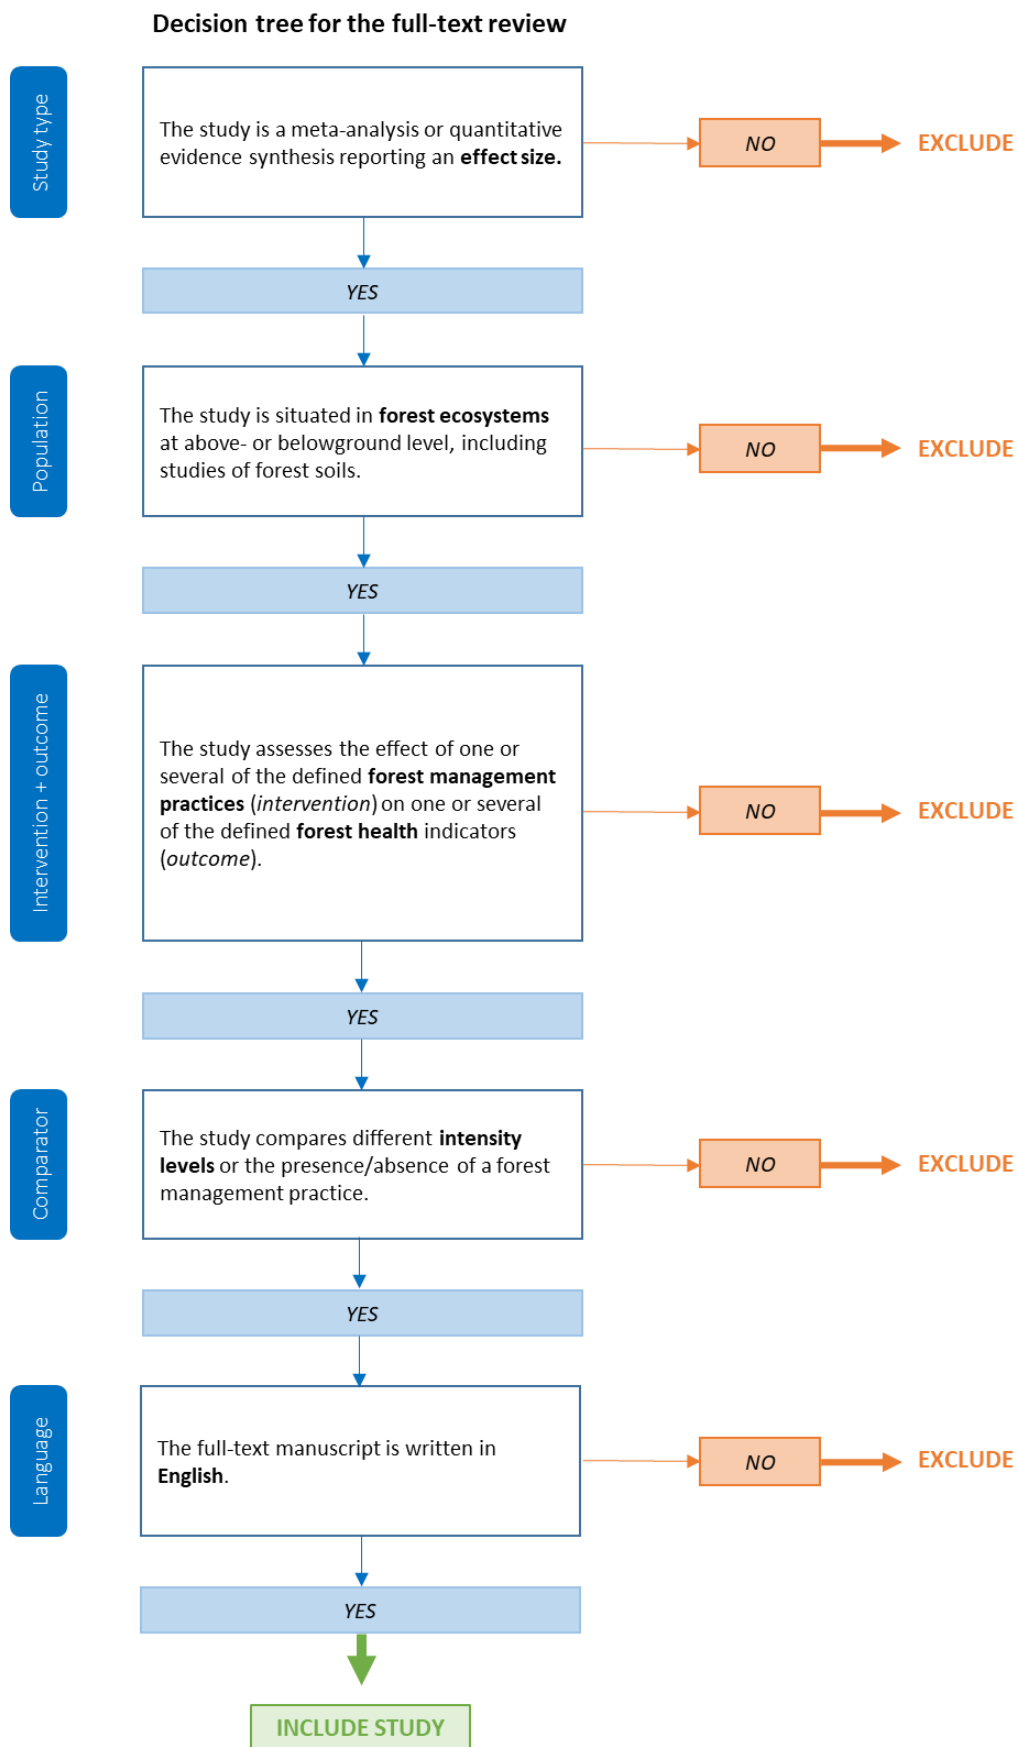 Decision tree for the full-text review
Study type
The study is a meta-analysis or quantitative
evidence synthesis reporting an effect size.
NO
EXCLUDE
YES
Population
The study is situated in forest ecosystems
at above- or belowground level, including
studies of forest soils.
NO
EXCLUDE
YES
Intervention + outcome
The study assesses the effect of one or
several of the defined forest management
practices (intervention) on one or several
of the defined forest health indicators
(outcome).
NO
EXCLUDE
YES
Comparator
The study compares different intensity
levels or the presence/absence of a forest
management practice.
NO
EXCLUDE
YES
Language
The full-text manuscript is written in
English.
NO
EXCLUDE
YES
INCLUDE STUDY